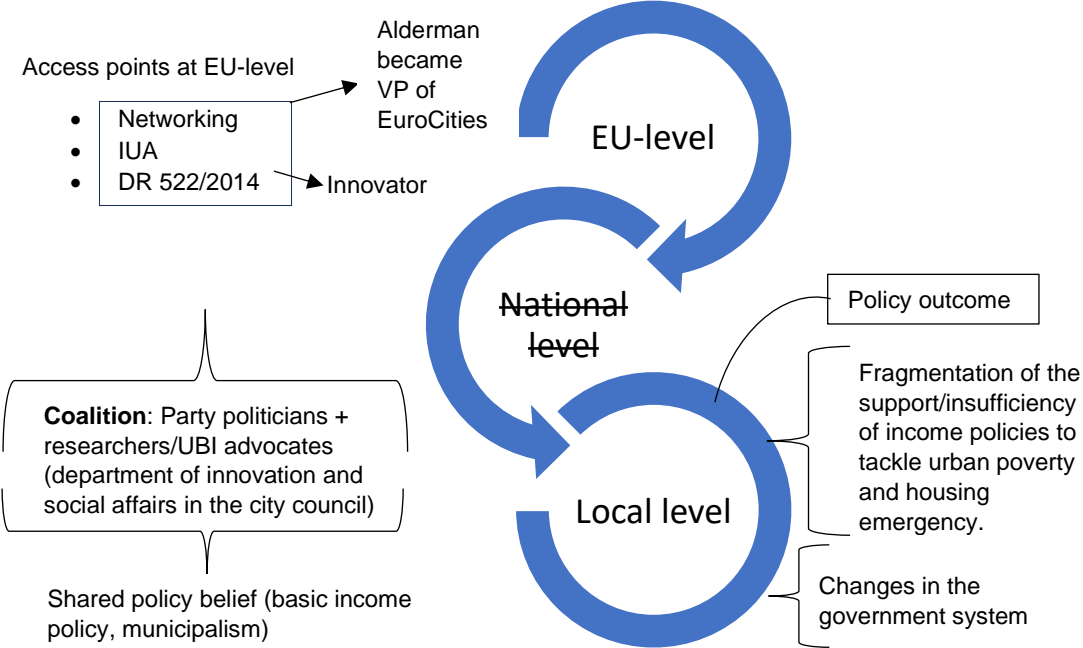 Access points at EU-level
• Networking
• IUA
• DR 522/2014
Alderman
became
VP of
EuroCities
Innovator
EU-level
National
level
Local level
Policy outcome
Fragmentation of the
support/insufficiency
of income policies to
tackle urban poverty
and housing
emergency.
Changes in the
government system
Coalition: Party politicians +
researchers/UBI advocates
(department of innovation and
social affairs in the city council)
Shared policy belief (basic income
policy, municipalism)